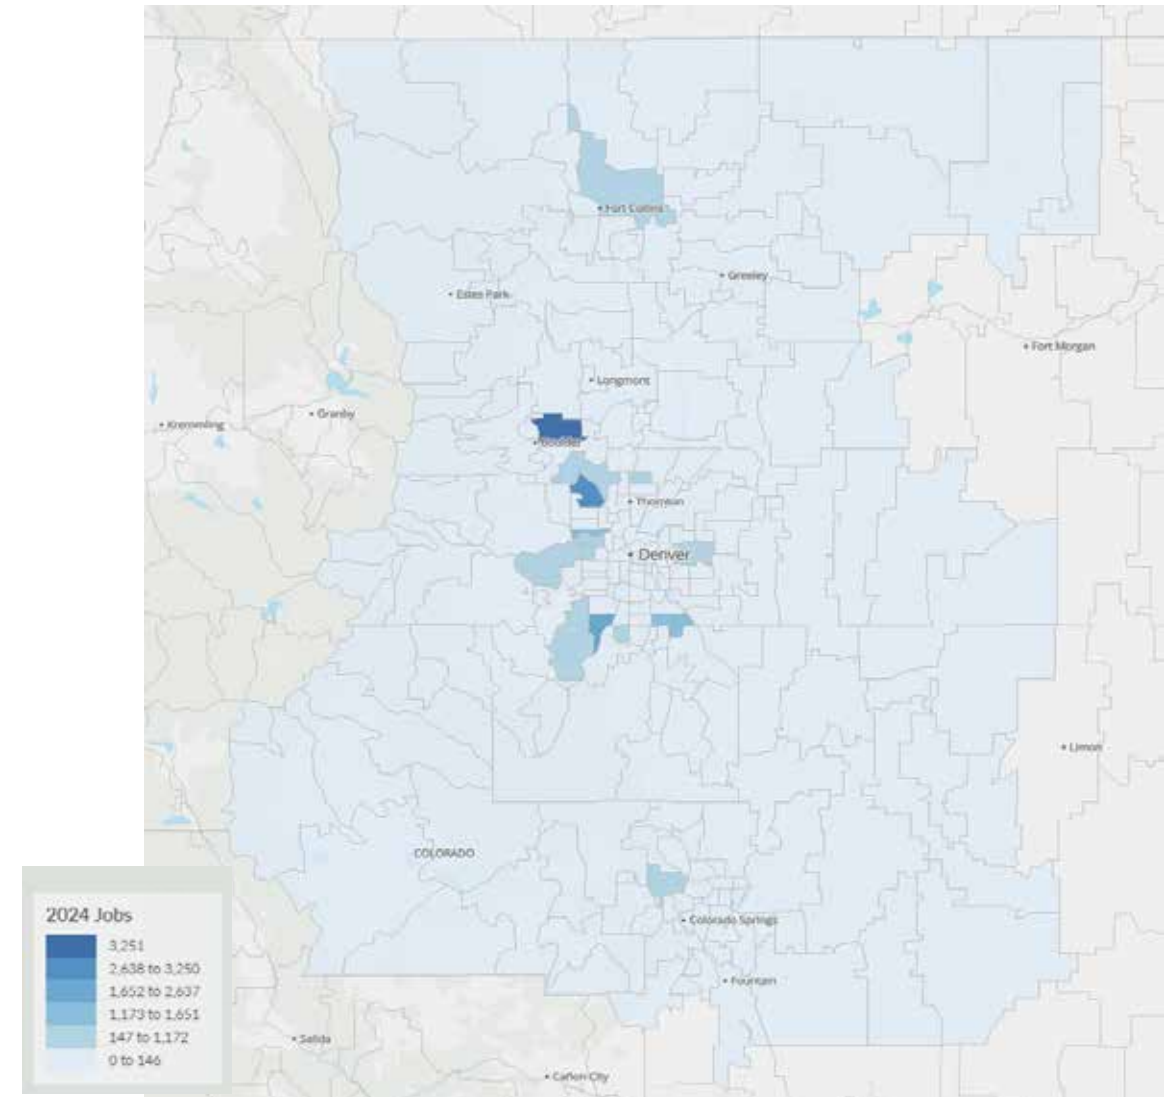 Fort Collins
Greeley
Estes Park
Fort Morgan
Longmont
Granby
Kremmling
Boulder
Thornton
Denver
Limon
COLORADO
2024 Jobs
3,251
2,638 to 3,250
1,652 to 2,637
1,173 to 1,651
147 to 1,172
0 to 146
Colorado Springs
Fountain
Salida
Cañon City